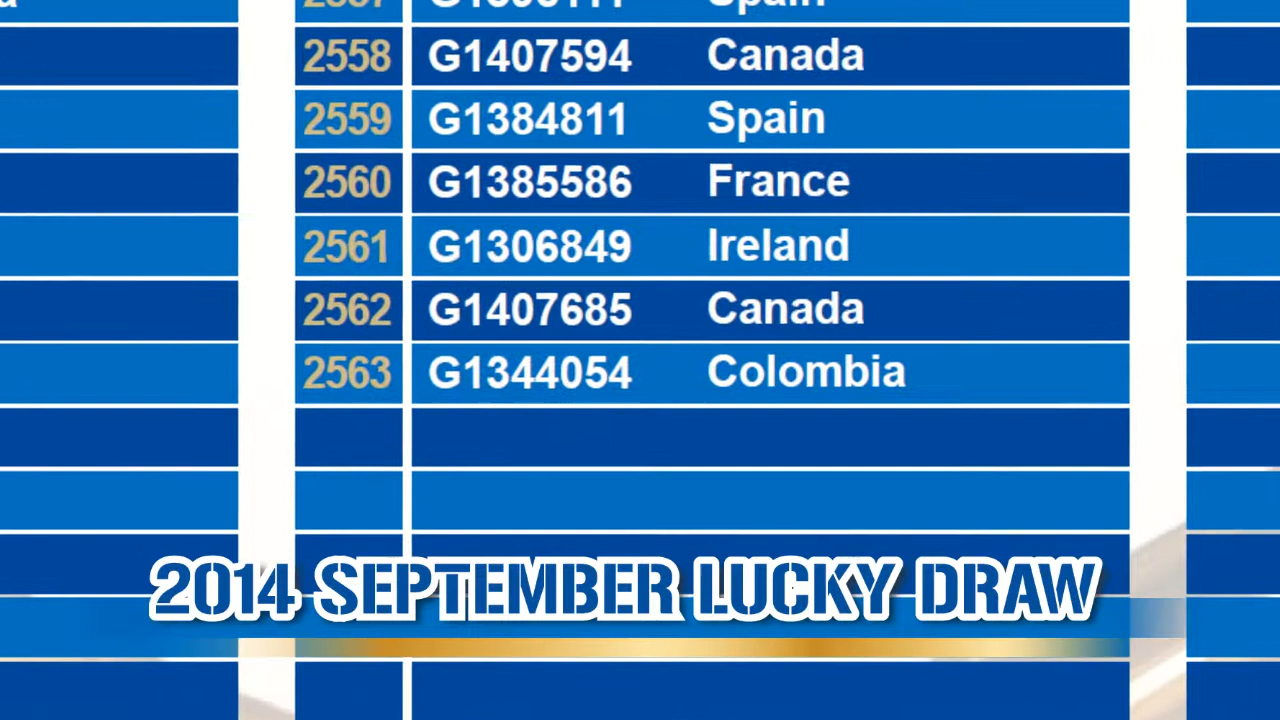 2558 G1407594 Canada
2559 G1384811 Spain
2560 G1385586 France
2561 G1306849 Ireland
2562 G1407685 Canada
2563 G1344054 Colombia
2014 SEPTEMBER LUCKY DRAW